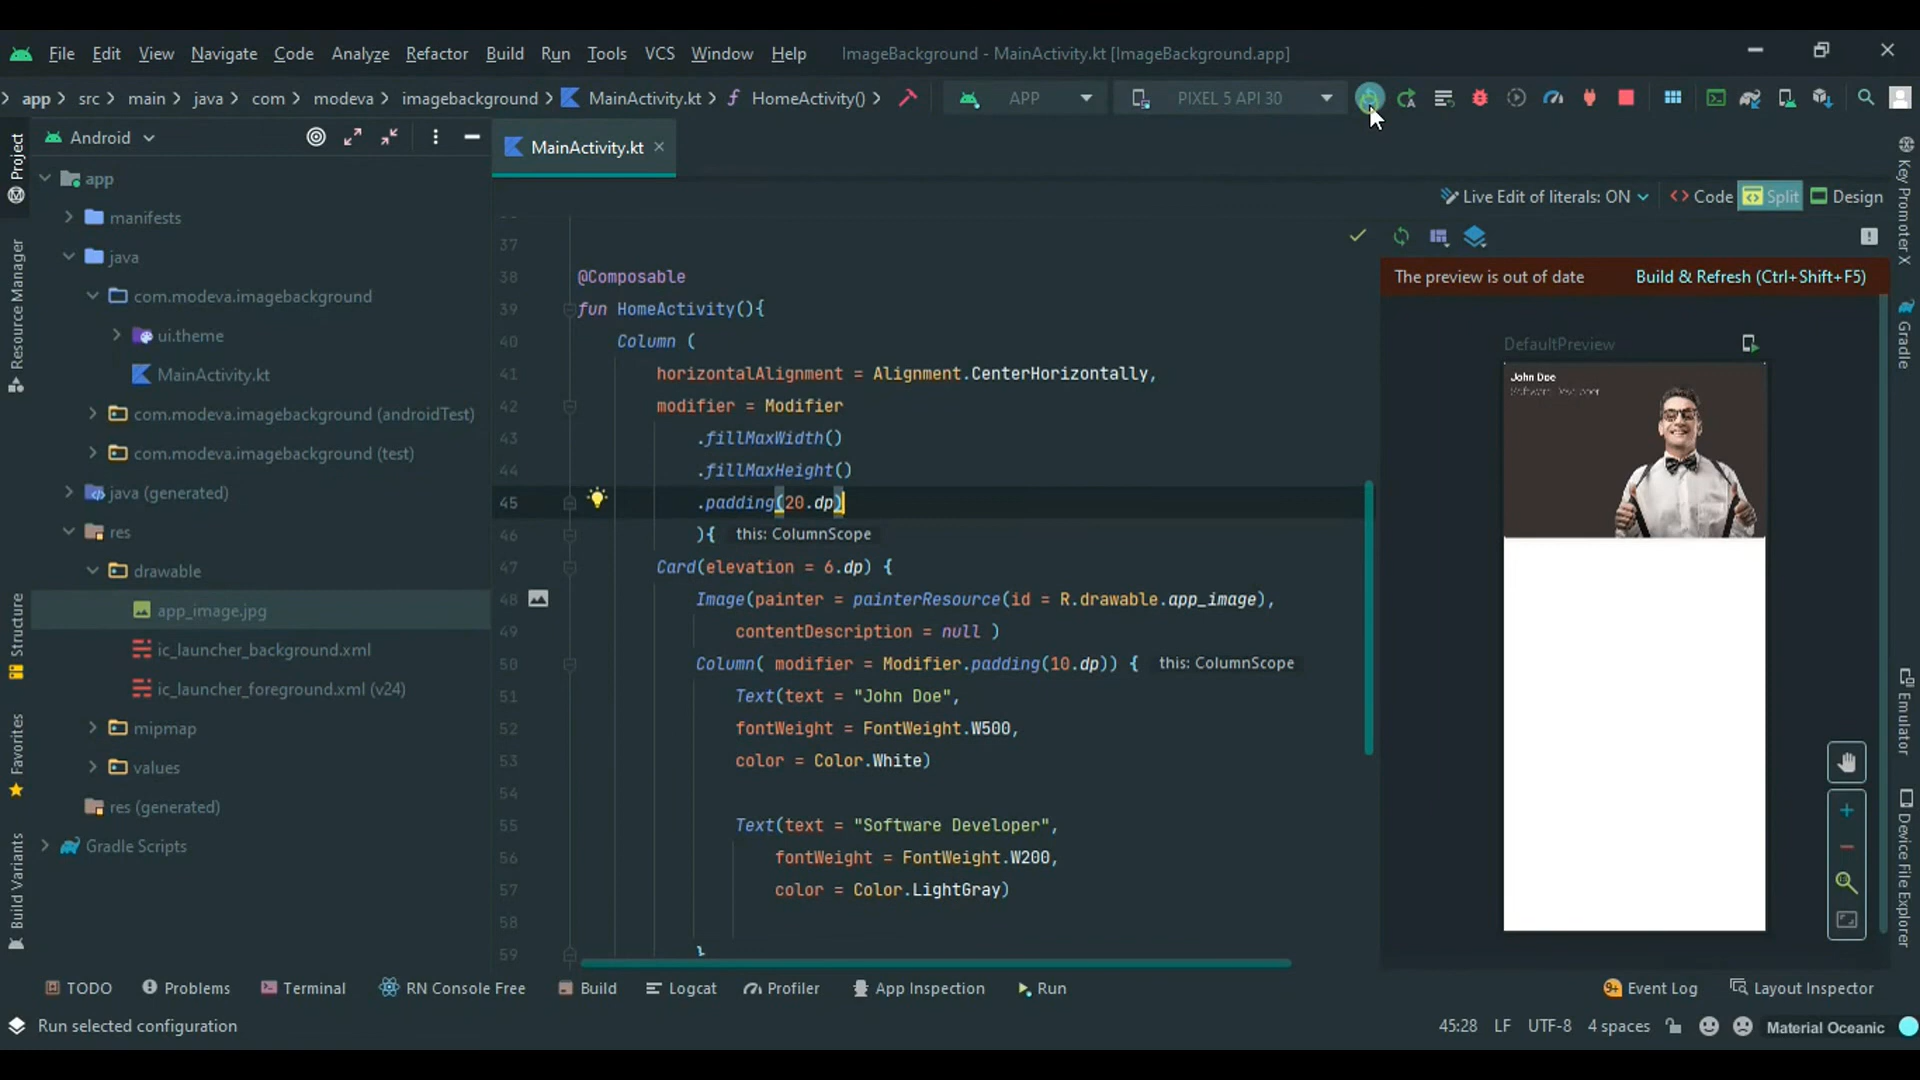 File Edit View Navigate Code Analyze Refactor Build Run Tools VCS Window Help ImageBackground - MainActivity.kt [ImageBackground.app]
app src main java com modeva imagebackground MainActivity.kt HomeActivity() APP PIXEL 5 API 30
Android
MainActivity.kt
Project
Resource Manager
Structure
Favorites
Build Variants
app
manifests
java
com.modeva.imagebackground
ui.theme
MainActivity.kt
com.modeva.imagebackground (androidTest)
com.modeva.imagebackground (test)
java (generated)
res
drawable
app_image.jpg
ic_launcher_background.xml
ic_launcher_foreground.xml (v24)
mipmap
values
res (generated)
Gradle Scripts
Live Edit of literals: ON Code Split Design
37
38 @Composable
39 fun HomeActivity(){
40 Column (
41 horizontalAlignment = Alignment.CenterHorizontally,
42 modifier = Modifier
43 .fillMaxWidth()
44 .fillMaxHeight()
45 .padding(20.dp)
46 ){ this: ColumnScope
47 Card(elevation = 6.dp) {
48 Image(painter = painterResource(id = R.drawable.app_image),
49 contentDescription = null )
50 Column( modifier = Modifier.padding(10.dp)) { this: ColumnScope
51 Text(text = "John Doe",
52 fontWeight = FontWeight.W500,
53 color = Color.White)
54
55 Text(text = "Software Developer",
56 fontWeight = FontWeight.W200,
57 color = Color.LightGray)
58
59 }
The preview is out of date Build & Refresh (Ctrl+Shift+F5)
DefaultPreview
John Doe
Software Developer
Key Promoter X
Gradle
Emulator
Device File Explorer
TODO Problems Terminal RN Console Free Build Logcat Profiler App Inspection Run 9+ Event Log Layout Inspector
Run selected configuration 45:28 LF UTF-8 4 spaces Material Oceanic